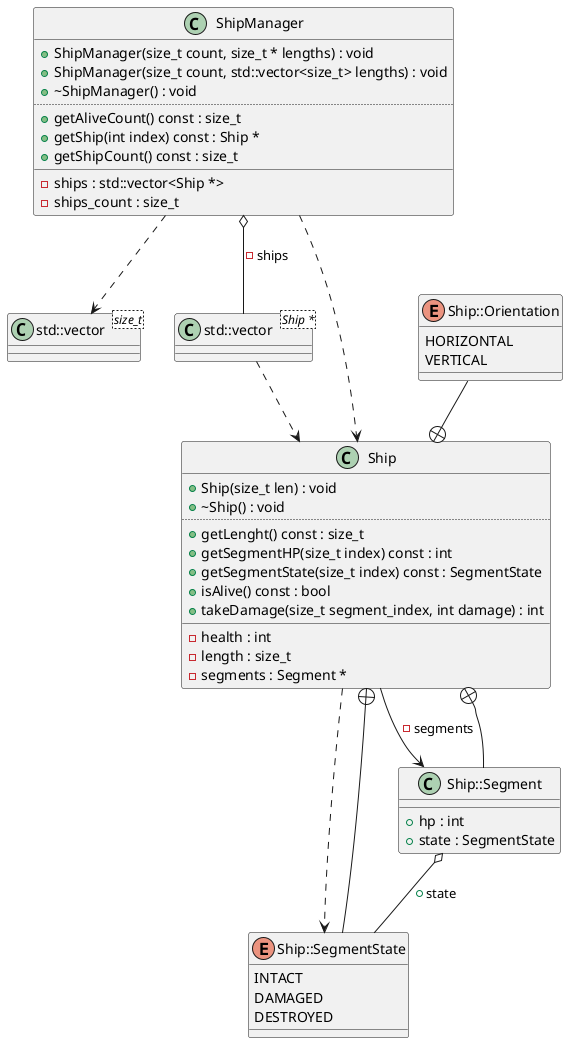 C ShipManager
ShipManager(size_t count, size_t * lengths) : void
ShipManager(size_t count, std::vector<size_t> lengths) : void
~ShipManager() : void
getAliveCount() const : size_t
getShip(int index) const : Ship *
getShipCount() const : size_t
ships : std::vector<Ship *>
ships_count : size_t
ships
C std::vector
size_t
C std::vector
Ship *
E Ship::Orientation
HORIZONTAL
VERTICAL
C Ship
Ship(size_t len) : void
~Ship() : void
getLenght() const : size_t
getSegmentHP(size_t index) const : int
getSegmentState(size_t index) const : SegmentState
isAlive() const : bool
takeDamage(size_t segment_index, int damage) : int
health : int
length : size_t
segments : Segment *
segments
C Ship::Segment
hp : int
state : SegmentState
state
E Ship::SegmentState
INTACT
DAMAGED
DESTROYED